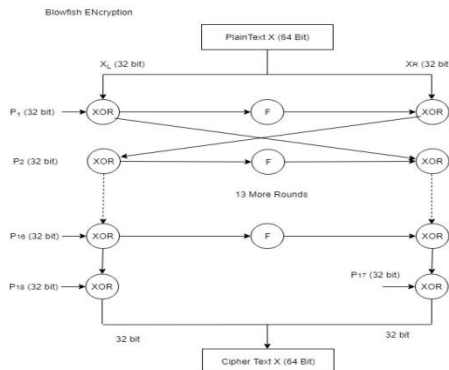 Blowfish ENcryption
PlainText X (64 Bit)
XL (32 bit)
XR (32 bit)
P1 (32 bit)
XOR
F
XOR
P2 (32 bit)
XOR
F
XOR
13 More Rounds
P16 (32 bit)
XOR
F
XOR
P18 (32 bit)
XOR
P17 (32 bit)
XOR
32 bit
32 bit
Cipher Text X (64 Bit)